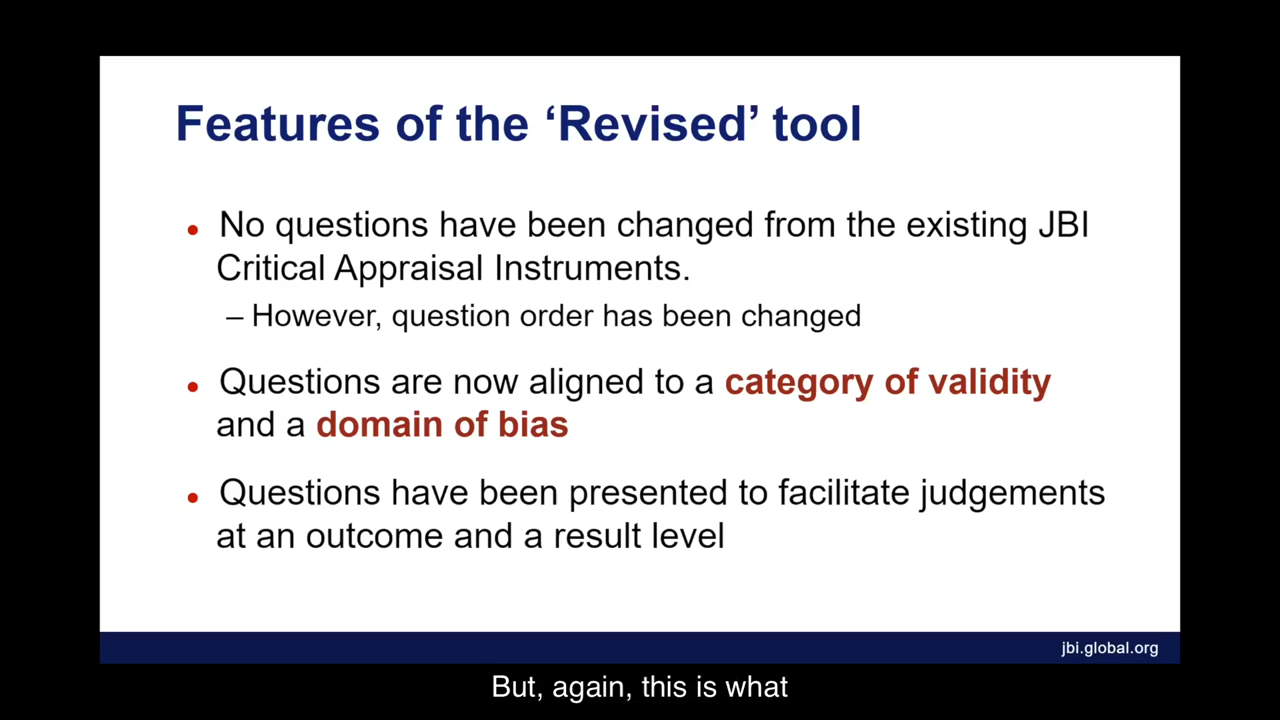 Features of the ‘Revised’ tool
• No questions have been changed from the existing JBI
Critical Appraisal Instruments.
– However, question order has been changed
• Questions are now aligned to a category of validity
and a domain of bias
• Questions have been presented to facilitate judgements
at an outcome and a result level
jbi.global.org
But, again, this is what